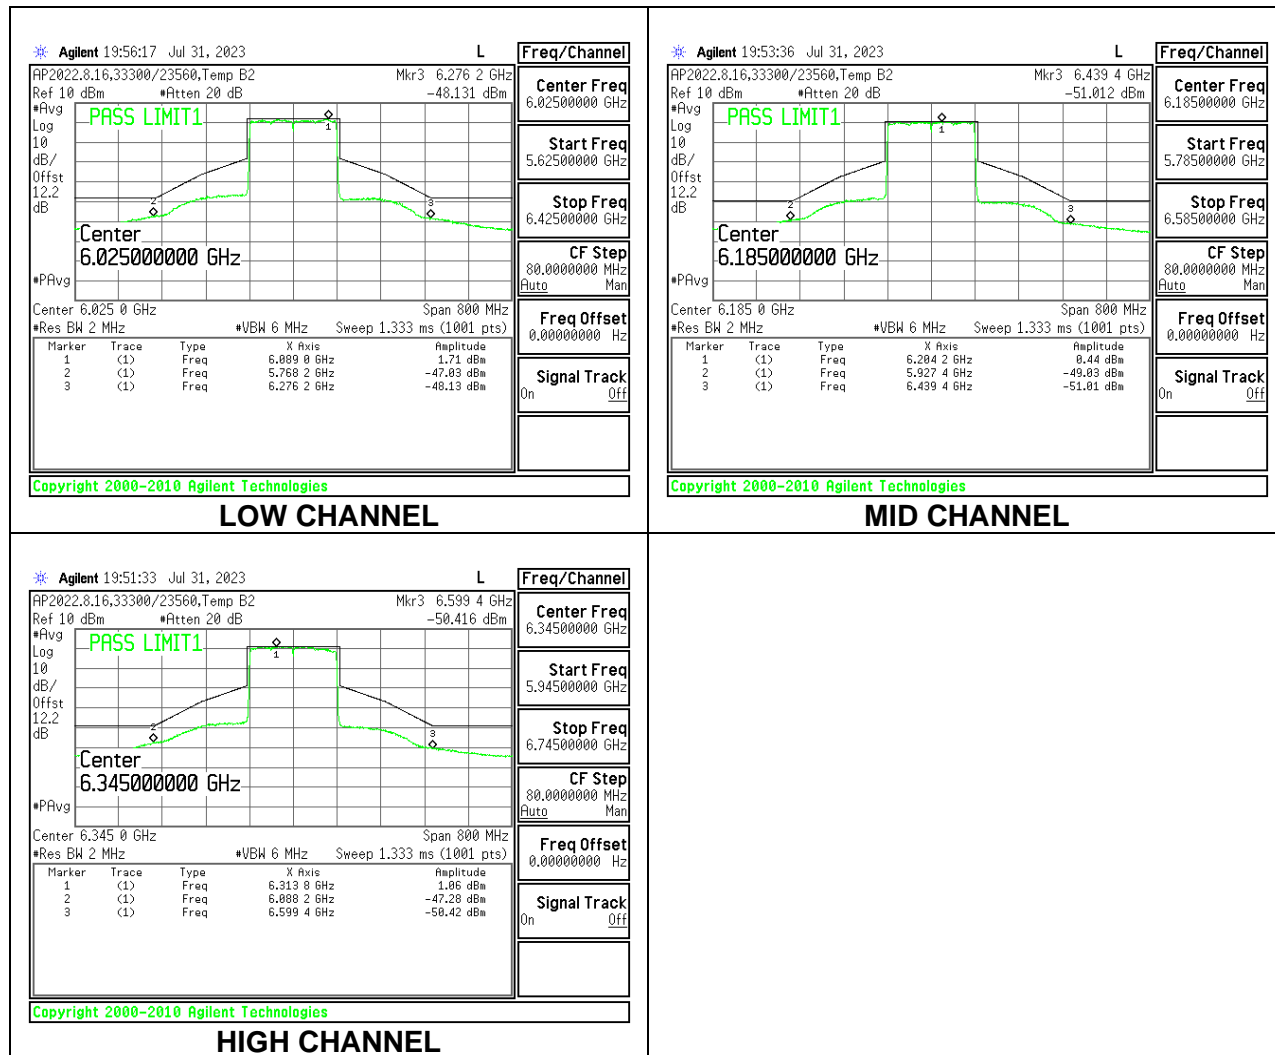 Agilent 19:56:17 Jul 31, 2023 L Freq/Channel
AP2022.8.16,33300/23560,Temp B2 Mkr3 6.276 2 GHz
Ref 10 dBm #Atten 20 dB -48.131 dBm
#Avg
Log
10
dB/
Offst
12.2
dB
#PAvg
PASS LIMIT1
1
2
3
Center
6.025000000 GHz
Center 6.025 0 GHz Span 800 MHz
#Res BW 2 MHz #VBW 6 MHz Sweep 1.333 ms (1001 pts)
Marker Trace Type X Axis Amplitude
1 (1) Freq 6.089 0 GHz 1.71 dBm
2 (1) Freq 5.768 2 GHz -47.03 dBm
3 (1) Freq 6.276 2 GHz -48.13 dBm
Center Freq
6.02500000 GHz
Start Freq
5.62500000 GHz
Stop Freq
6.42500000 GHz
CF Step
80.0000000 MHz
Auto Man
Freq Offset
0.00000000 Hz
Signal Track
On Off
Copyright 2000-2010 Agilent Technologies
LOW CHANNEL
Agilent 19:53:36 Jul 31, 2023 L Freq/Channel
AP2022.8.16,33300/23560,Temp B2 Mkr3 6.439 4 GHz
Ref 10 dBm #Atten 20 dB -51.012 dBm
#Avg
Log
10
dB/
Offst
12.2
dB
#PAvg
PASS LIMIT1
1
2
3
Center
6.185000000 GHz
Center 6.185 0 GHz Span 800 MHz
#Res BW 2 MHz #VBW 6 MHz Sweep 1.333 ms (1001 pts)
Marker Trace Type X Axis Amplitude
1 (1) Freq 6.204 2 GHz 0.44 dBm
2 (1) Freq 5.927 4 GHz -49.03 dBm
3 (1) Freq 6.439 4 GHz -51.01 dBm
Center Freq
6.18500000 GHz
Start Freq
5.78500000 GHz
Stop Freq
6.58500000 GHz
CF Step
80.0000000 MHz
Auto Man
Freq Offset
0.00000000 Hz
Signal Track
On Off
Copyright 2000-2010 Agilent Technologies
MID CHANNEL
Agilent 19:51:33 Jul 31, 2023 L Freq/Channel
AP2022.8.16,33300/23560,Temp B2 Mkr3 6.599 4 GHz
Ref 10 dBm #Atten 20 dB -50.416 dBm
#Avg
Log
10
dB/
Offst
12.2
dB
#PAvg
PASS LIMIT1
1
2
3
Center
6.345000000 GHz
Center 6.345 0 GHz Span 800 MHz
#Res BW 2 MHz #VBW 6 MHz Sweep 1.333 ms (1001 pts)
Marker Trace Type X Axis Amplitude
1 (1) Freq 6.313 8 GHz 1.06 dBm
2 (1) Freq 6.088 2 GHz -47.28 dBm
3 (1) Freq 6.599 4 GHz -50.42 dBm
Center Freq
6.34500000 GHz
Start Freq
5.94500000 GHz
Stop Freq
6.74500000 GHz
CF Step
80.0000000 MHz
Auto Man
Freq Offset
0.00000000 Hz
Signal Track
On Off
Copyright 2000-2010 Agilent Technologies
HIGH CHANNEL